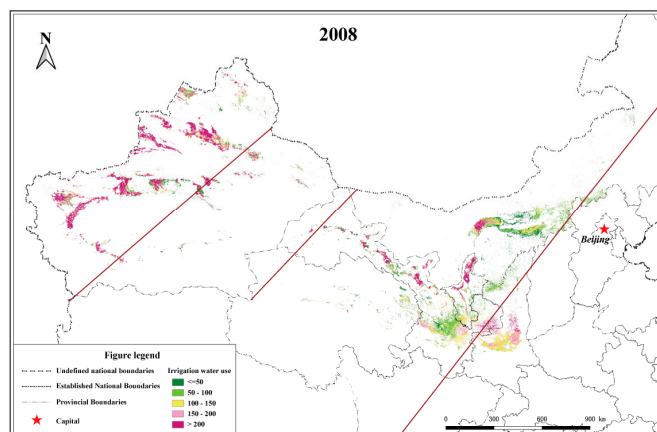 2008
N
Beijing
Figure legend
Undefined national boundaries
Established National Boundaries
Provincial Boundaries
Capital
Irrigation water use
<=50
50 - 100
100 - 150
150 - 200
> 200
0 300 600 900 km